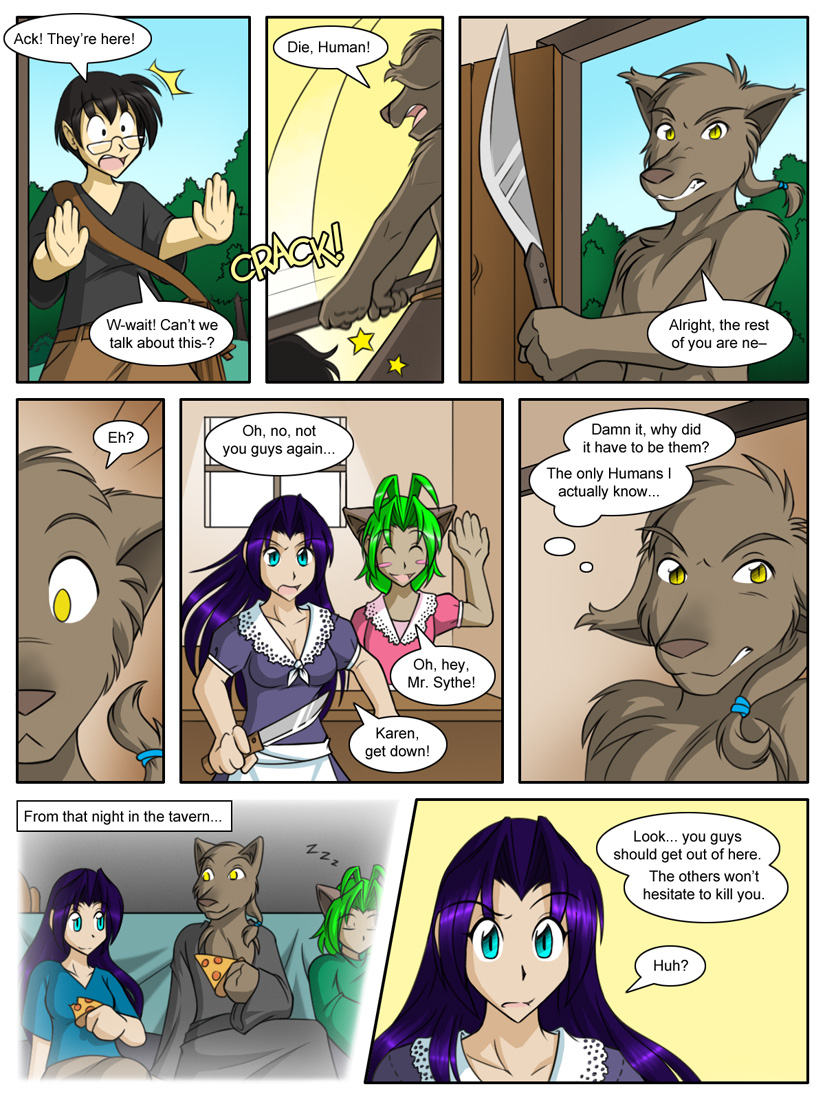 Ack! They're here!
W-wait! Can't we
talk about this-?
Die, Human!
CRACK!
Alright, the rest
of you are ne–
Eh?
Oh, no, not
you guys again...
Oh, hey,
Mr. Sythe!
Karen,
get down!
Damn it, why did
it have to be them?
The only Humans I
actually know...
From that night in the tavern...
z z z z
Look... you guys
should get out of here.
The others won't
hesitate to kill you.
Huh?